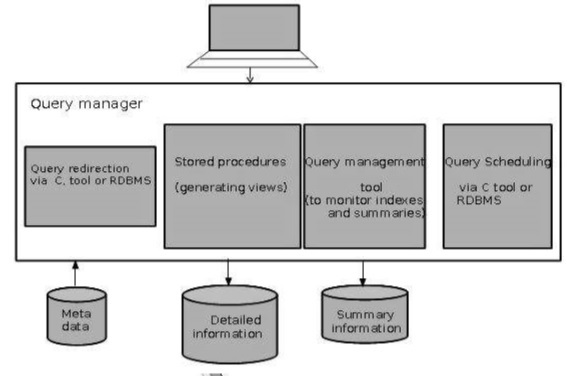 Query manager
Query redirection
via C, tool or RDBMS
Stored procedures
(generating views)
Query management
tool
(to monitor indexes
and summaries)
Query Scheduling
via C tool or
RDBMS
Meta
data
Detailed
information
Summary
information